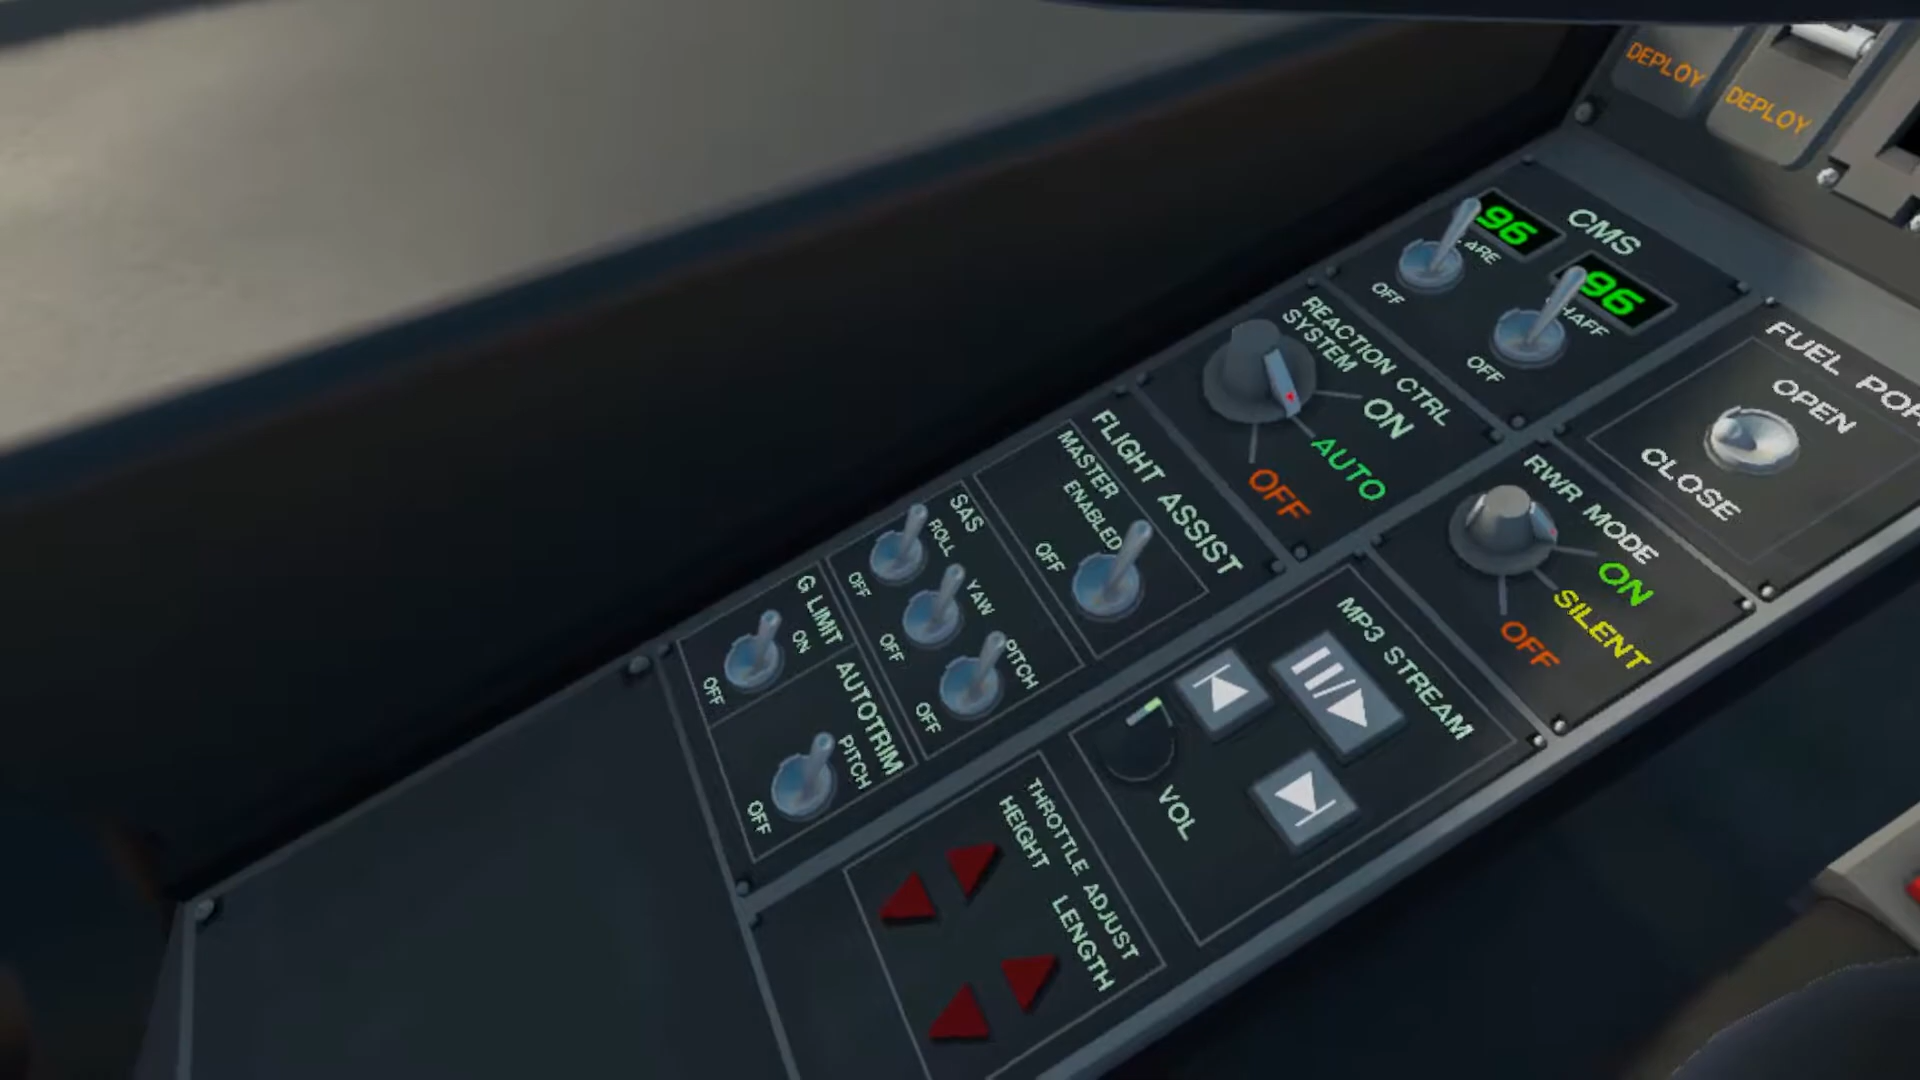 DEPLOY
DEPLOY
CMS
96
96
OFF
OFF
REACTION CTRL
SYSTEM
ON
AUTO
OFF
OPEN
CLOSE
FUEL
RWR MODE
ON
SILENT
OFF
FLIGHT ASSIST
MASTER
ENABLED
OFF
SAS
ROLL
OFF
YAW
OFF
PITCH
OFF
G LIMIT
ON
OFF
AUTOTRIM
PITCH
OFF
MP3 STREAM
VOL
THROTTLE ADJUST
HEIGHT
LENGTH